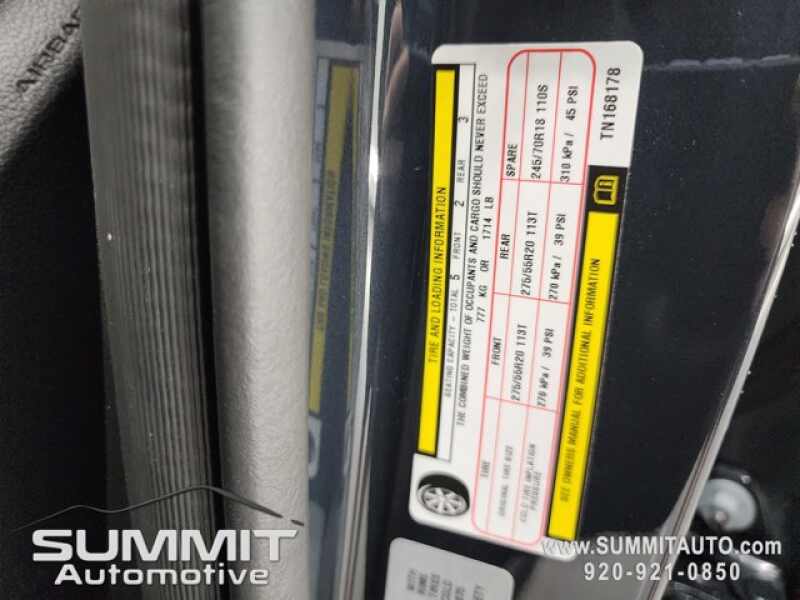 AIRBAG
TIRE AND LOADING INFORMATION
SEATING CAPACITY - TOTAL 5 FRONT 2 REAR 3
THE COMBINED WEIGHT OF OCCUPANTS AND CARGO SHOULD NEVER EXCEED
777 KG OR 1714 LB
TIRE FRONT REAR SPARE
ORIGINAL TIRE SIZE 275/55R20 113T 275/55R20 113T 245/70R18 110S
COLD TIRE INFLATION PRESSURE 270 kPa / 39 PSI 270 kPa / 39 PSI 310 kPa / 45 PSI
SEE OWNERS MANUAL FOR ADDITIONAL INFORMATION
TN168178
SUMMIT
Automotive
www.SUMMITAUTO.com
920-921-0850